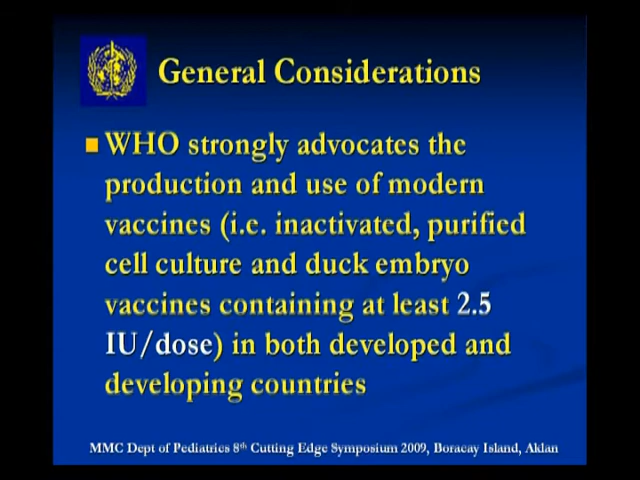 General Considerations
WHO strongly advocates the
production and use of modern
vaccines (i.e. inactivated, purified
cell culture and duck embryo
vaccines containing at least 2.5
IU/dose) in both developed and
developing countries
MMC Dept of Pediatrics 8th Cutting Edge Symposium 2009, Boracay Island, Aklan